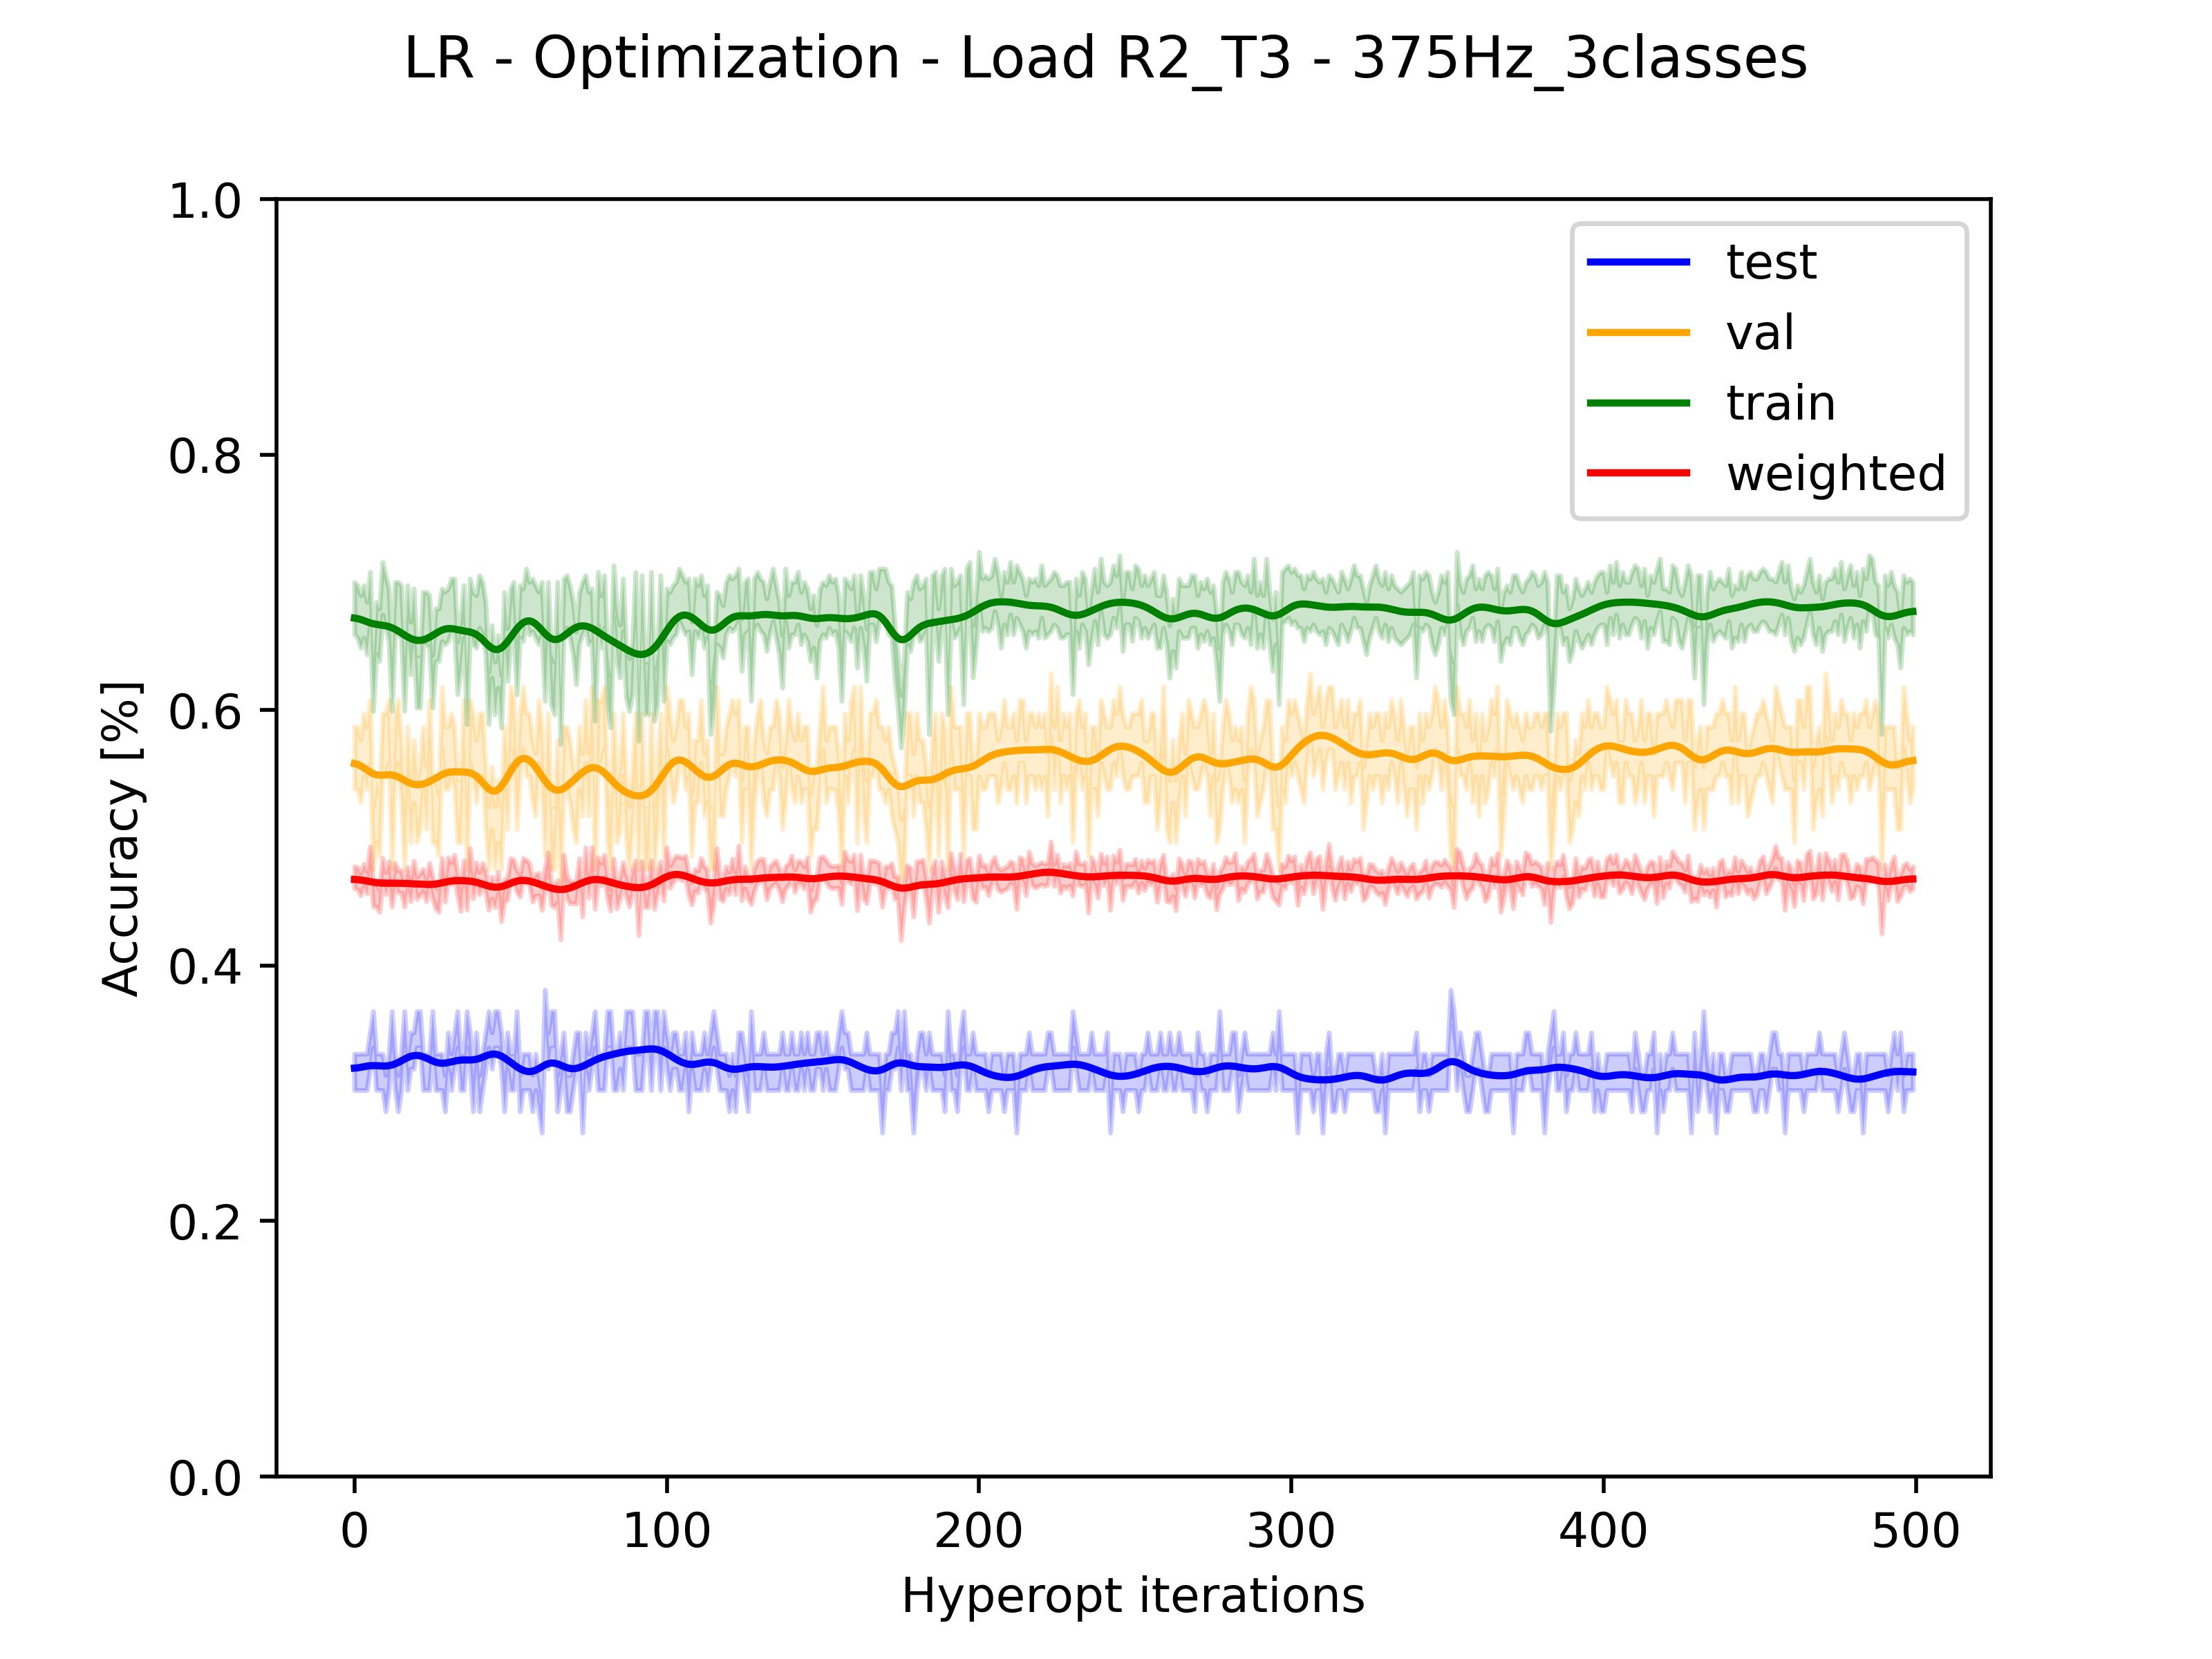 LR - Optimization - Load R2_T3 - 375Hz_3classes
1.0
0.8
0.6
0.4
0.2
0.0
Accuracy [%]
test
val
train
weighted
0 100 200 300 400 500
Hyperopt iterations